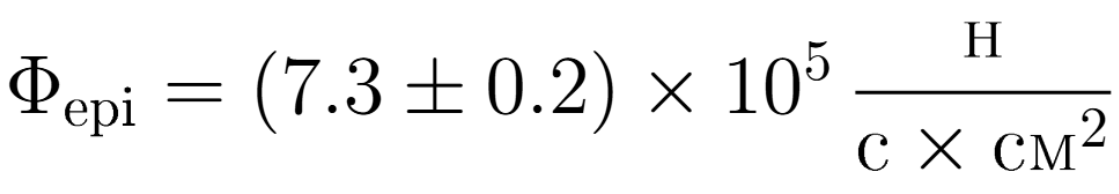 Φ_epi = (7.3 ± 0.2) × 10^5 н / (с × см^2)